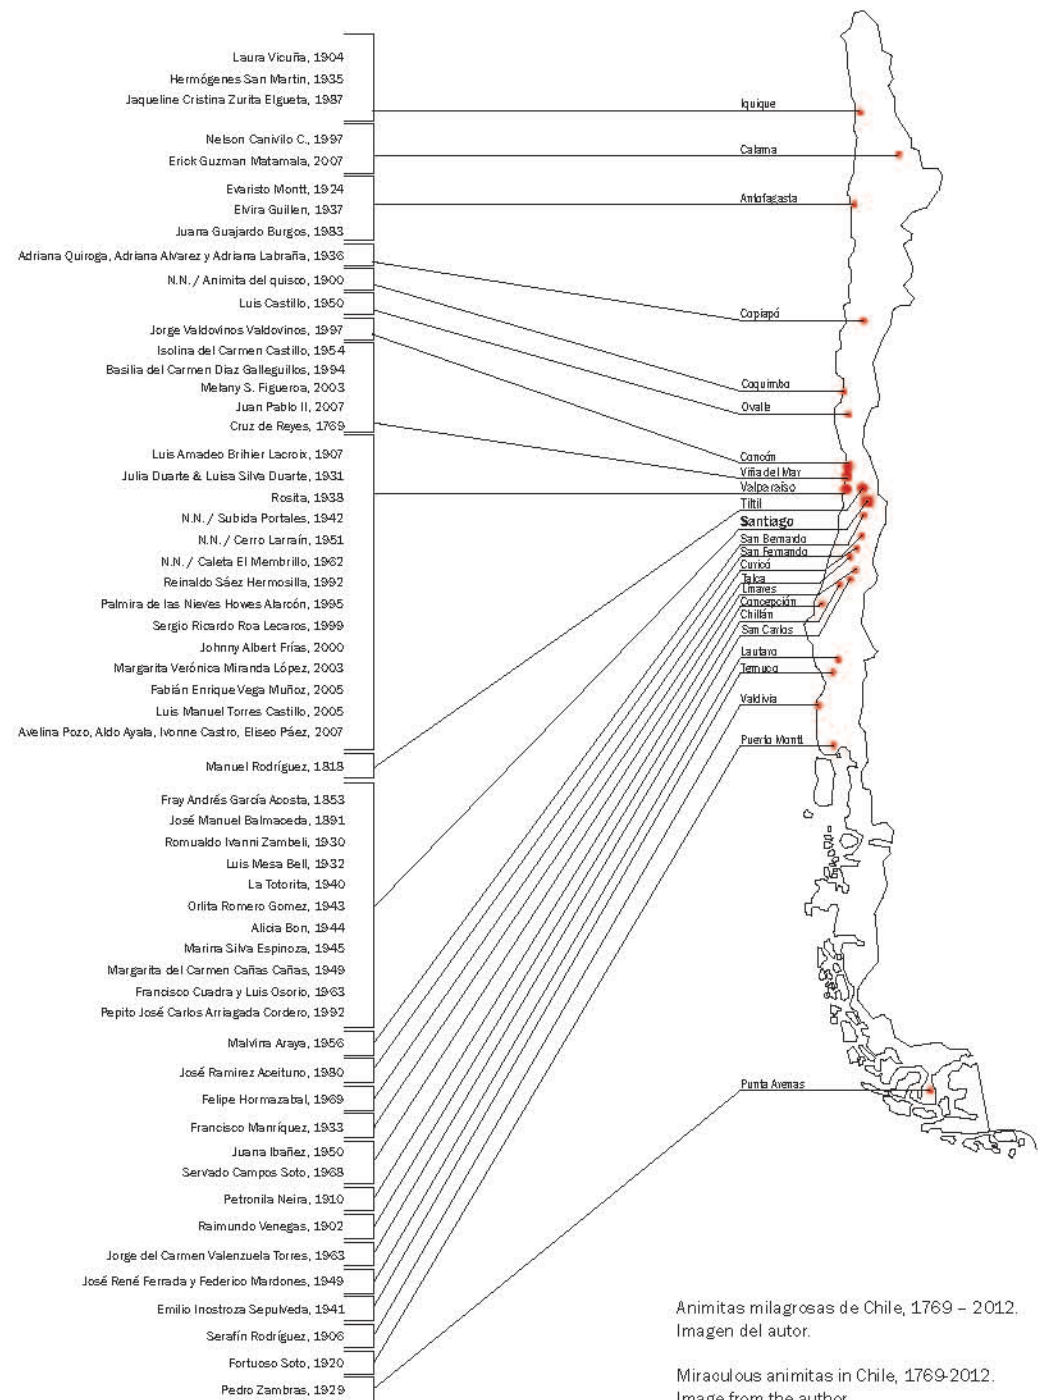 Laura Vicuña, 1904
Hermógenes San Martin, 1935
Jaqueline Cristina Zurita Elgueta, 1987
Nelson Canivilo C., 1997
Erick Guzman Matamala, 2007
Evaristo Montt, 1924
Elvira Guillen, 1937
Juana Guajardo Burgos, 1983
Adriana Quiroga, Adriana Alvarez y Adriana Labraña, 1936
N.N. / Animita del quisco, 1900
Luis Castillo, 1950
Jorge Valdovinos Valdovinos, 1997
Isolina del Carmen Castillo, 1954
Basilia del Carmen Díaz Galleguillos, 1994
Melany S. Figueroa, 2003
Juan Pablo II, 2007
Cruz de Reyes, 1769
Luis Amadeo Brihier Lacroix, 1907
Julia Duarte & Luisa Silva Duarte, 1931
Rosita, 1938
N.N. / Subida Portales, 1942
N.N. / Cerro Larraín, 1951
N.N. / Caleta El Membrillo, 1962
Reinaldo Sáez Hermosilla, 1992
Palmira de las Nieves Howes Alarcón, 1995
Sergio Ricardo Roa Lecaros, 1999
Johnny Albert Frías, 2000
Margarita Verónica Miranda López, 2003
Fabián Enrique Vega Muñoz, 2005
Luis Manuel Torres Castillo, 2005
Avelina Pozo, Aldo Ayala, Ivonne Castro, Eliseo Páez, 2007
Manuel Rodríguez, 1818
Fray Andrés García Acosta, 1853
José Manuel Balmaceda, 1891
Romualdo Ivanni Zambeli, 1930
Luis Mesa Bell, 1932
La Totorita, 1940
Orlita Romero Gomez, 1943
Alicia Bon, 1944
Marina Silva Espinoza, 1945
Margarita del Carmen Cañas Cañas, 1949
Francisco Cuadra y Luis Osorio, 1963
Pepito José Carlos Arriagada Cordero, 1992
Malvina Araya, 1956
José Ramirez Aceituno, 1980
Felipe Hormazabal, 1969
Francisco Manríquez, 1933
Juana Ibañez, 1950
Servado Campos Soto, 1968
Petronila Neira, 1910
Raimundo Venegas, 1902
Jorge del Carmen Valenzuela Torres, 1963
José René Ferrada y Federico Mardones, 1949
Emilio Inostroza Sepulveda, 1941
Serafín Rodríguez, 1906
Fortuoso Soto, 1920
Pedro Zambras, 1929
Iquique
Calama
Antofagasta
Copiapó
Coquimbo
Ovalle
Concón
Viña del Mar
Valparaíso
Tiltil
Santiago
San Bernardo
San Fernando
Curicó
Talca
Linares
Concepción
Chillán
San Carlos
Lautaro
Temuco
Valdivia
Puerto Montt
Punta Arenas
Animitas milagrosas de Chile, 1769 – 2012.
Imagen del autor.
Miraculous animitas in Chile, 1769-2012.
Image from the author.